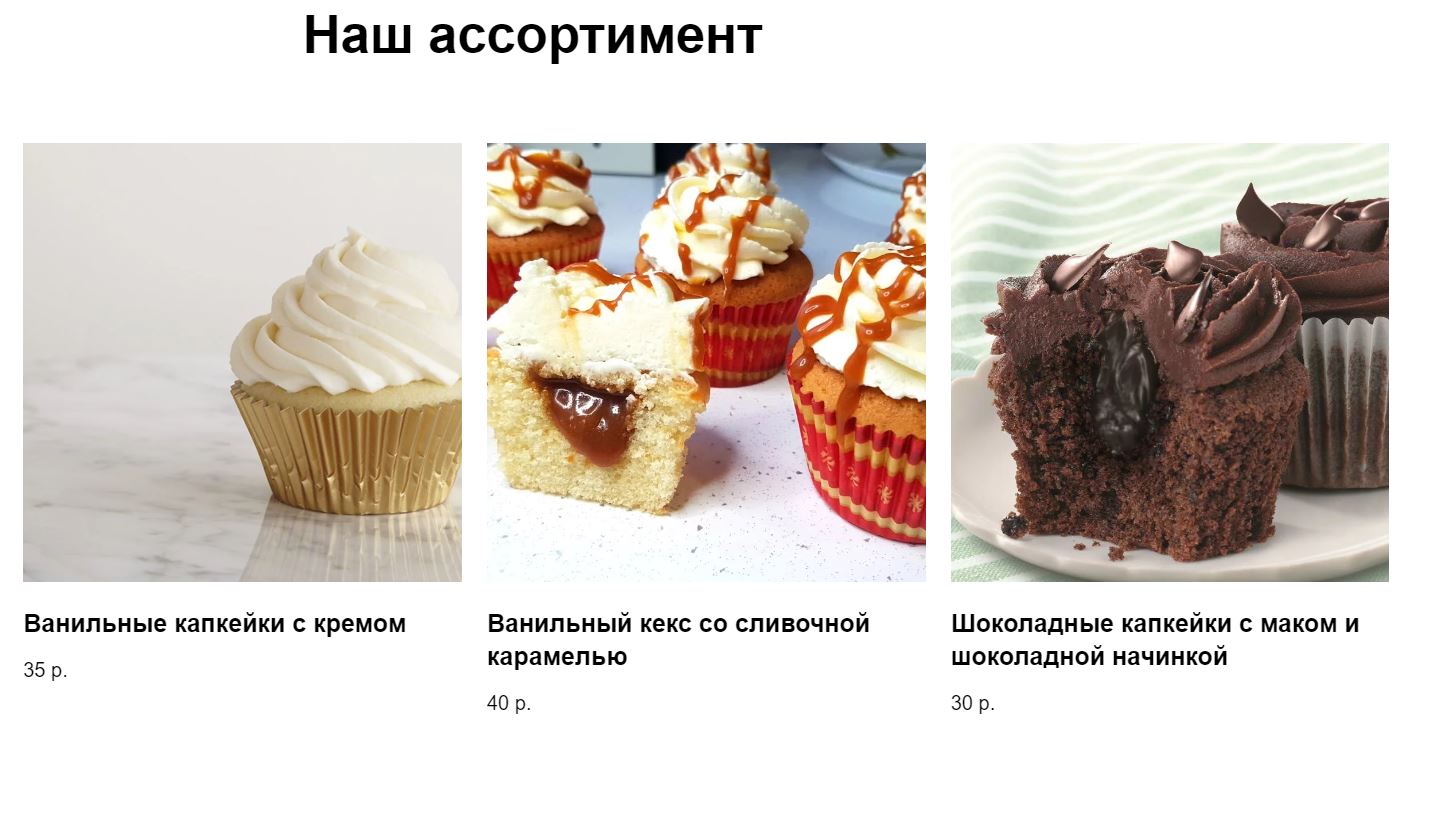 Наш ассортимент
Ванильные капкейки с кремом
35 р.
Ванильный кекс со сливочной
карамелью
40 р.
Шоколадные капкейки с маком и
шоколадной начинкой
30 р.